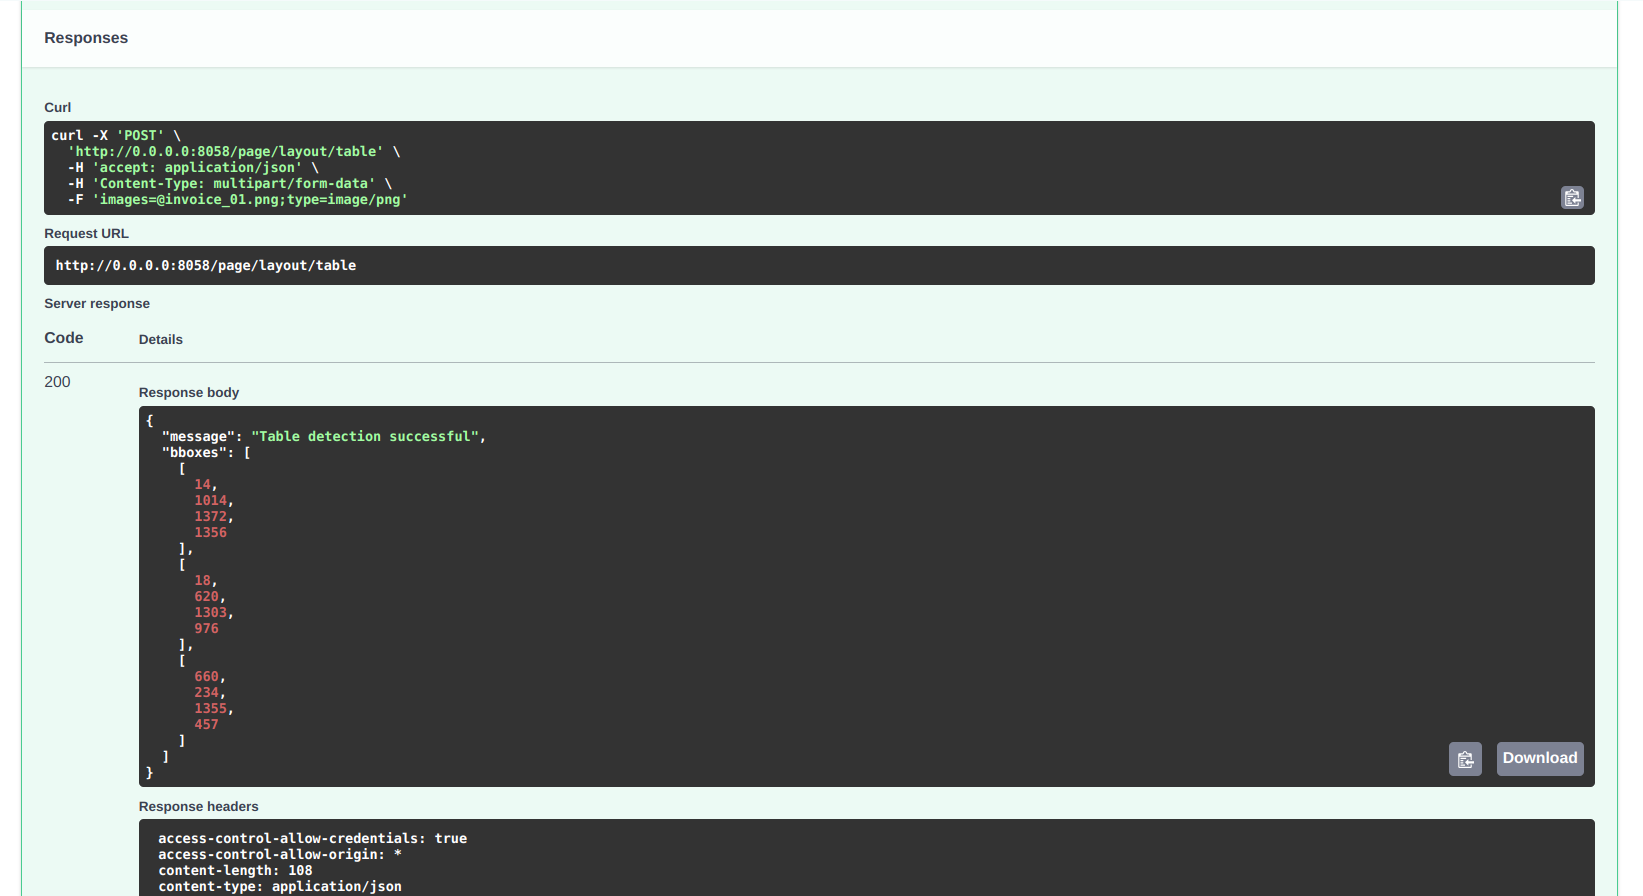 Responses
Curl
curl -X 'POST' \
  'http://0.0.0.0:8058/page/layout/table' \
  -H 'accept: application/json' \
  -H 'Content-Type: multipart/form-data' \
  -F 'images=@invoice_01.png;type=image/png'
Request URL
http://0.0.0.0:8058/page/layout/table
Server response
Code Details
200
Response body
{
  "message": "Table detection successful",
  "bboxes": [
    [
      14,
      1014,
      1372,
      1356
    ],
    [
      18,
      620,
      1303,
      976
    ],
    [
      660,
      234,
      1355,
      457
    ]
  ]
}
Download
Response headers
access-control-allow-credentials: true
access-control-allow-origin: *
content-length: 108
content-type: application/json